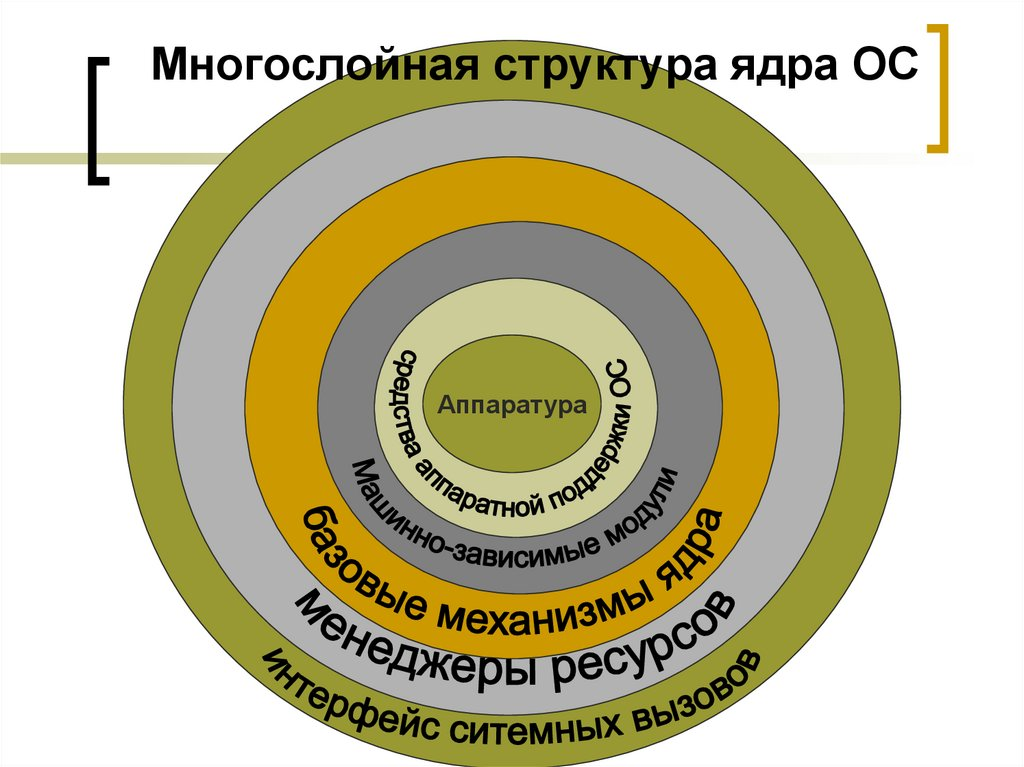 Многослойная структура ядра ОС
Аппаратура
средства аппаратной поддержки ОС
Машинно-зависимые модули
базовые механизмы ядра
менеджеры ресурсов
интерфейс ситемных вызовов